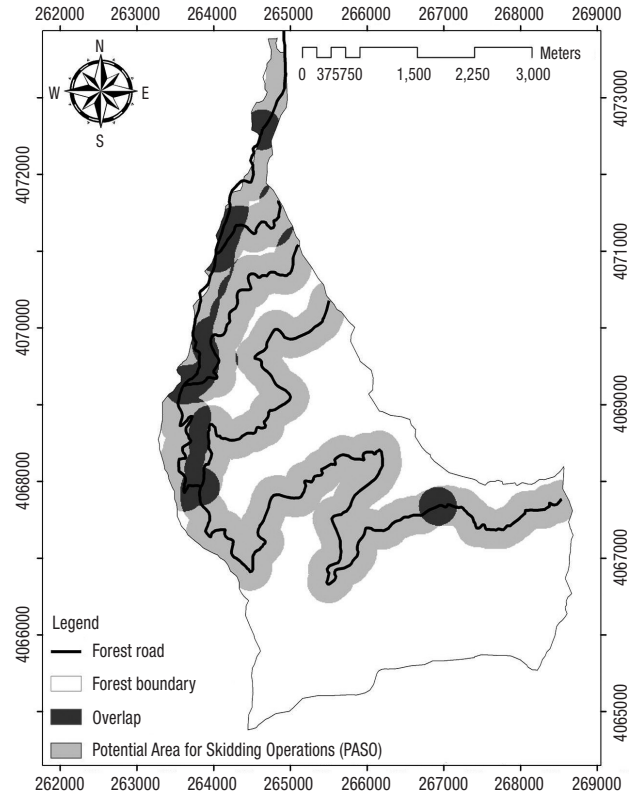 262000 263000 264000 265000 266000 267000 268000 269000
N
W E
S
Meters
0 375750 1,500 2,250 3,000
4073000
4072000
4071000
4070000
4069000
4068000
4067000
4066000
4065000
Legend
Forest road
Forest boundary
Overlap
Potential Area for Skidding Operations (PASO)
262000 263000 264000 265000 266000 267000 268000 269000